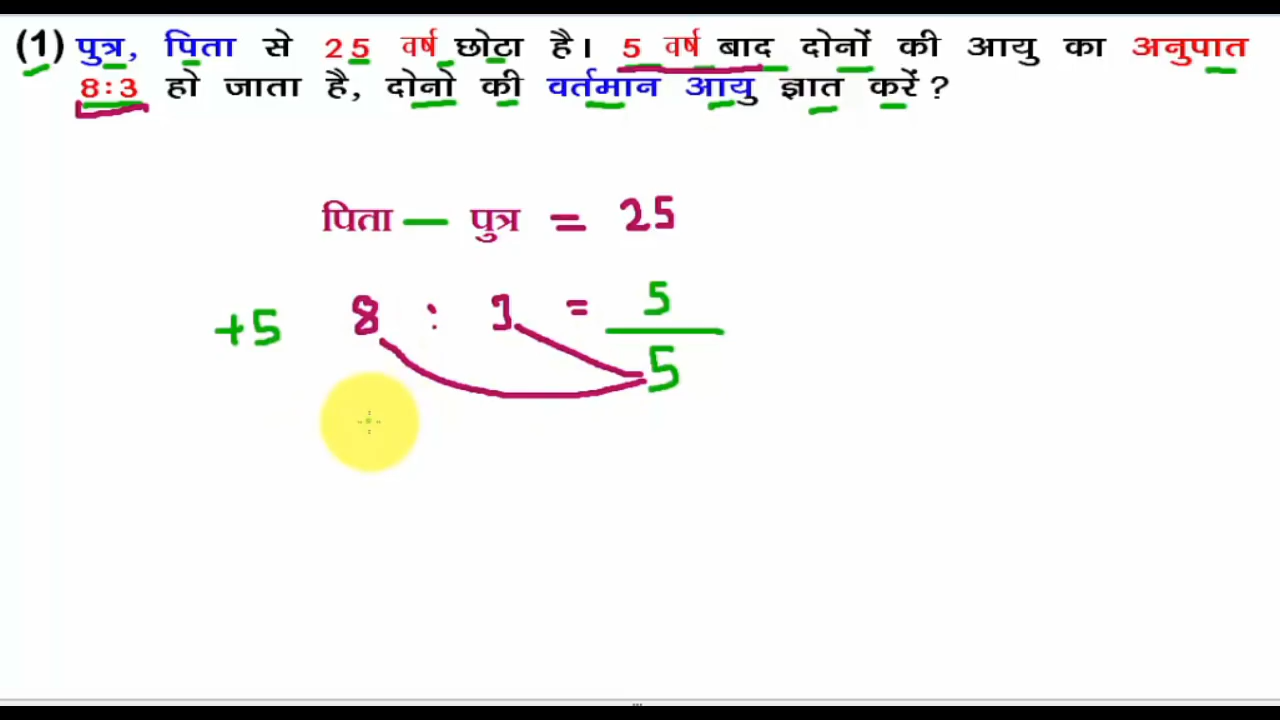 (1) पुत्र, पिता से 25 वर्ष छोटा है। 5 वर्ष बाद दोनों की आयु का अनुपात
8:3 हो जाता है, दोनो की वर्तमान आयु ज्ञात करें ?
पिता — पुत्र = 25
+5 8 : 3 = 5
5